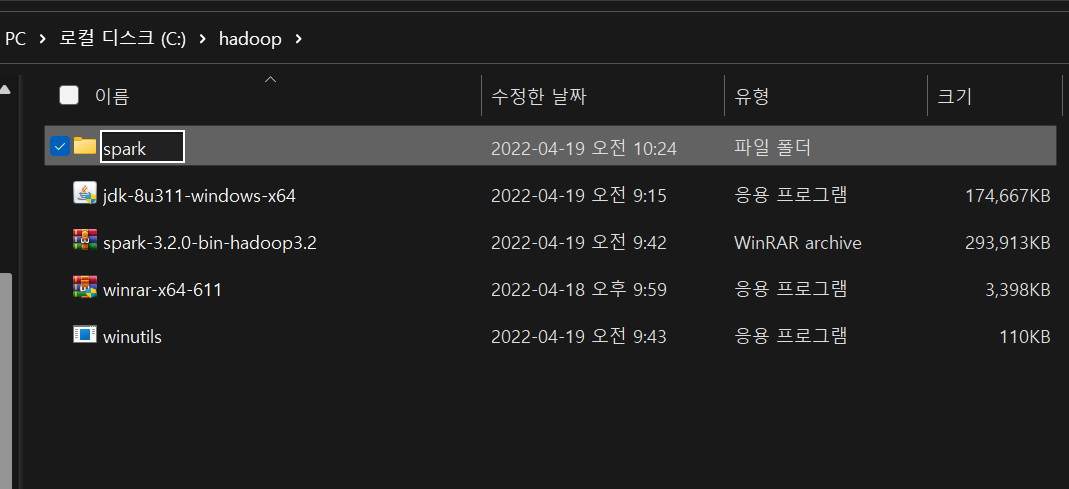 PC > 로컬 디스크 (C:) > hadoop >
이름 수정한 날짜 유형 크기
spark 2022-04-19 오전 10:24 파일 폴더
jdk-8u311-windows-x64 2022-04-19 오전 9:15 응용 프로그램 174,667KB
spark-3.2.0-bin-hadoop3.2 2022-04-19 오전 9:42 WinRAR archive 293,913KB
winrar-x64-611 2022-04-18 오후 9:59 응용 프로그램 3,398KB
winutils 2022-04-19 오전 9:43 응용 프로그램 110KB